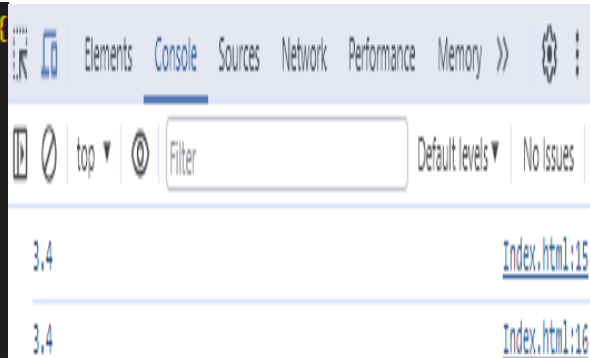 {
Elements Console Sources Network Performance Memory
top Filter Default levels No Issues
3.4 Index.html:15
3.4 Index.html:16